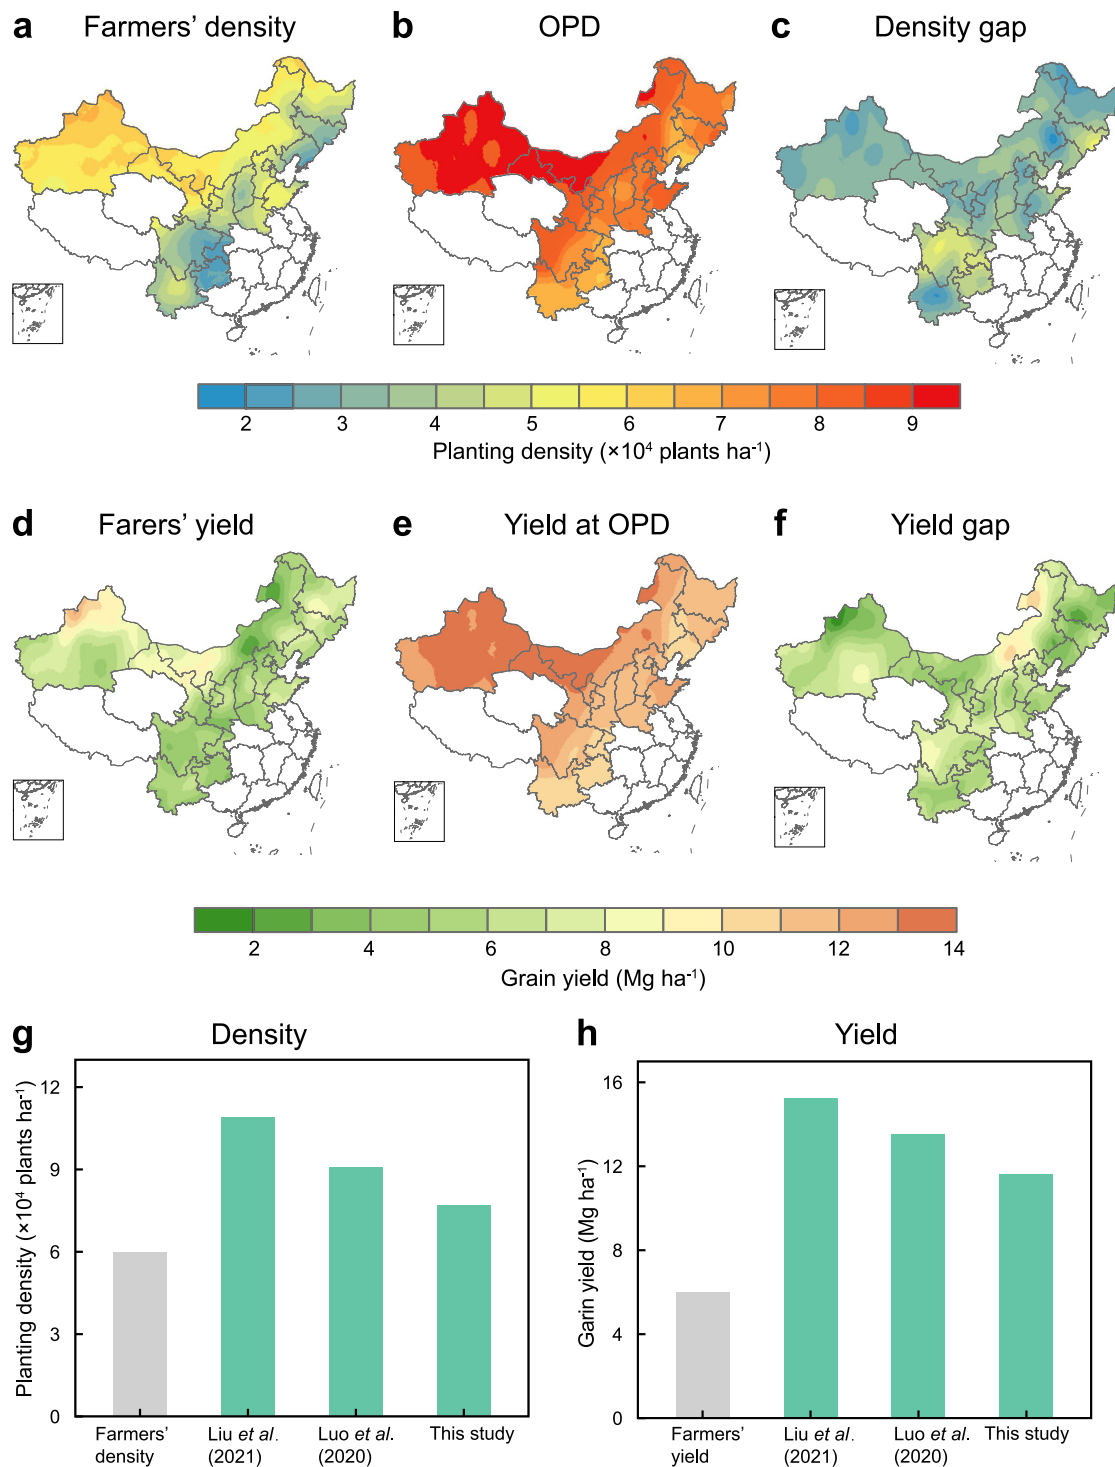 a Farmers’ density
b OPD
c Density gap
2 3 4 5 6 7 8 9
Planting density (×10⁴ plants ha⁻¹)
d Farers’ yield
e Yield at OPD
f Yield gap
2 4 6 8 10 12 14
Grain yield (Mg ha⁻¹)
g Density
Planting density (×10⁴ plants ha⁻¹)
12
9
6
3
0
Farmers’
density
Liu et al.
(2021)
Luo et al.
(2020)
This study
h Yield
Garin yield (Mg ha⁻¹)
16
12
8
4
0
Farmers’
yield
Liu et al.
(2021)
Luo et al.
(2020)
This study